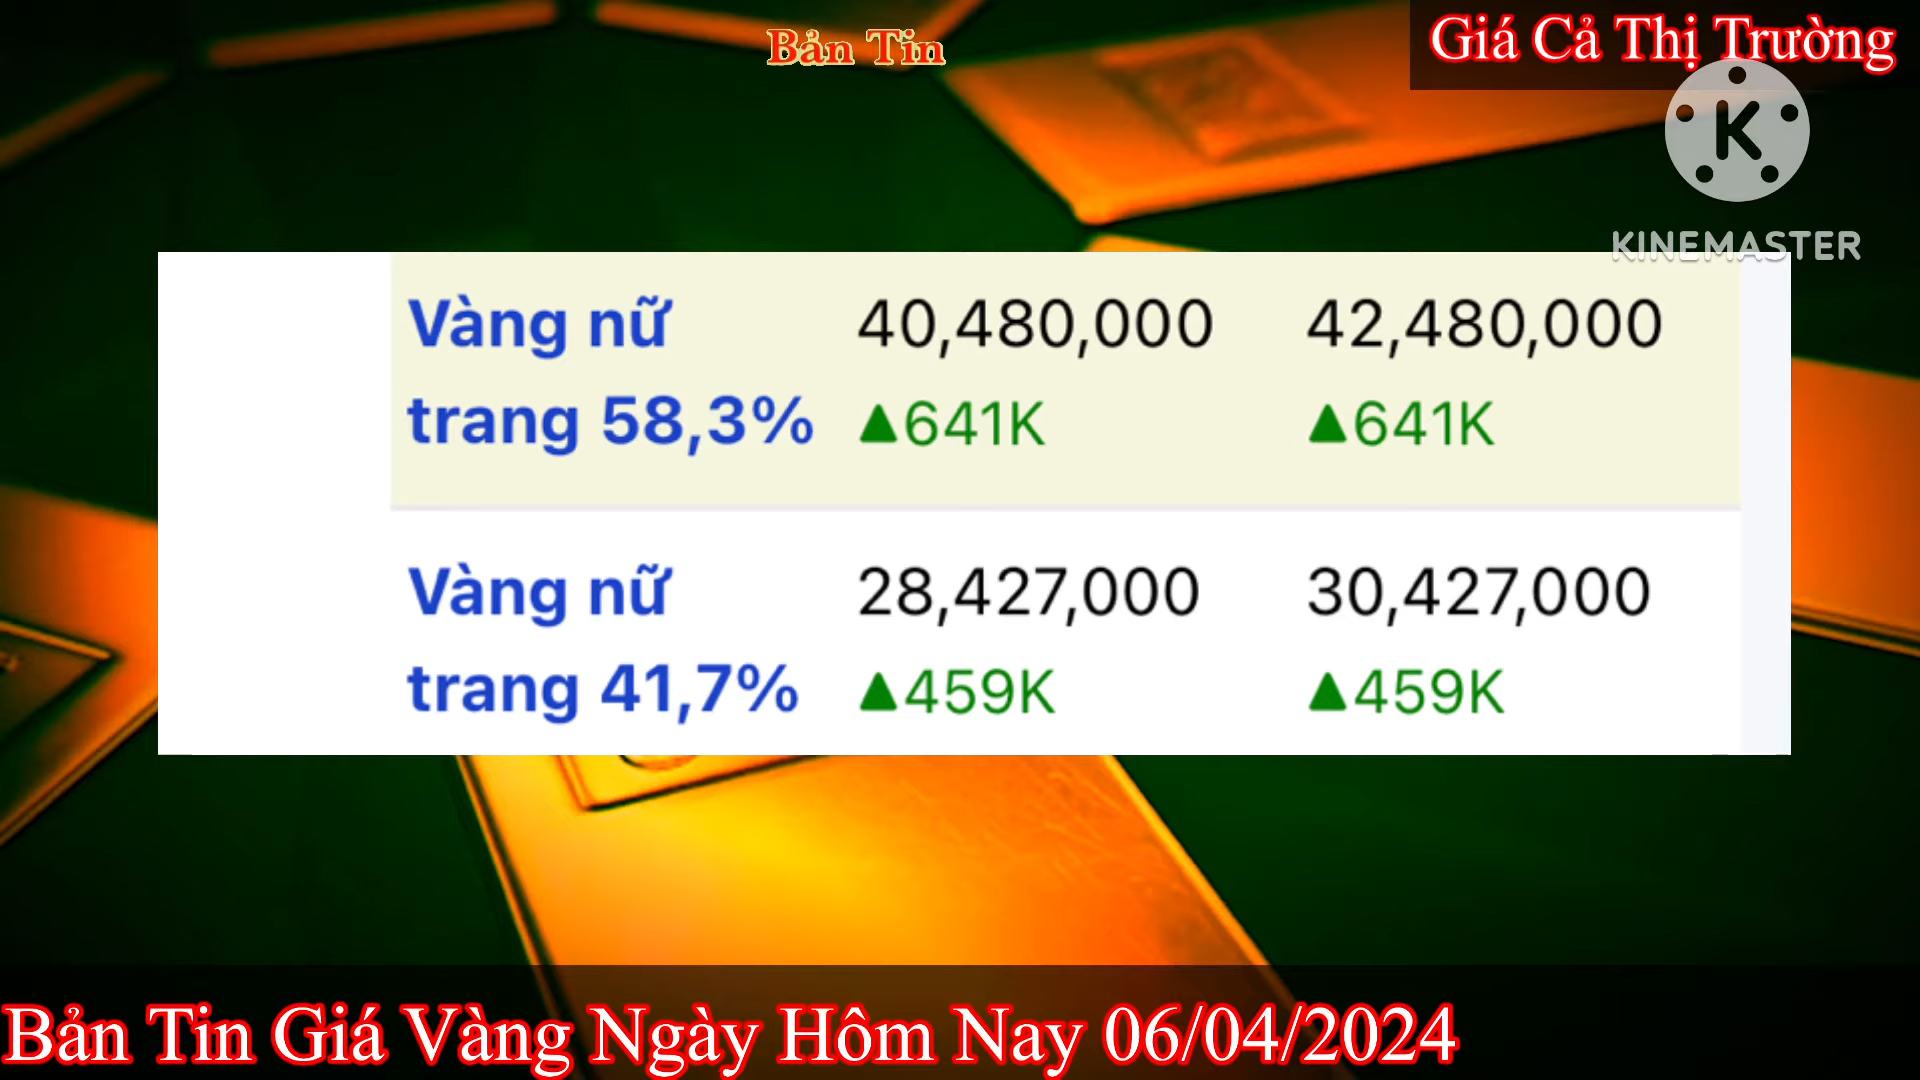 Bản Tin
Giá Cả Thị Trường
K
KINEMASTER
Vàng nữ 40,480,000 42,480,000
trang 58,3% ▲641K ▲641K
Vàng nữ 28,427,000 30,427,000
trang 41,7% ▲459K ▲459K
Bản Tin Giá Vàng Ngày Hôm Nay 06/04/2024